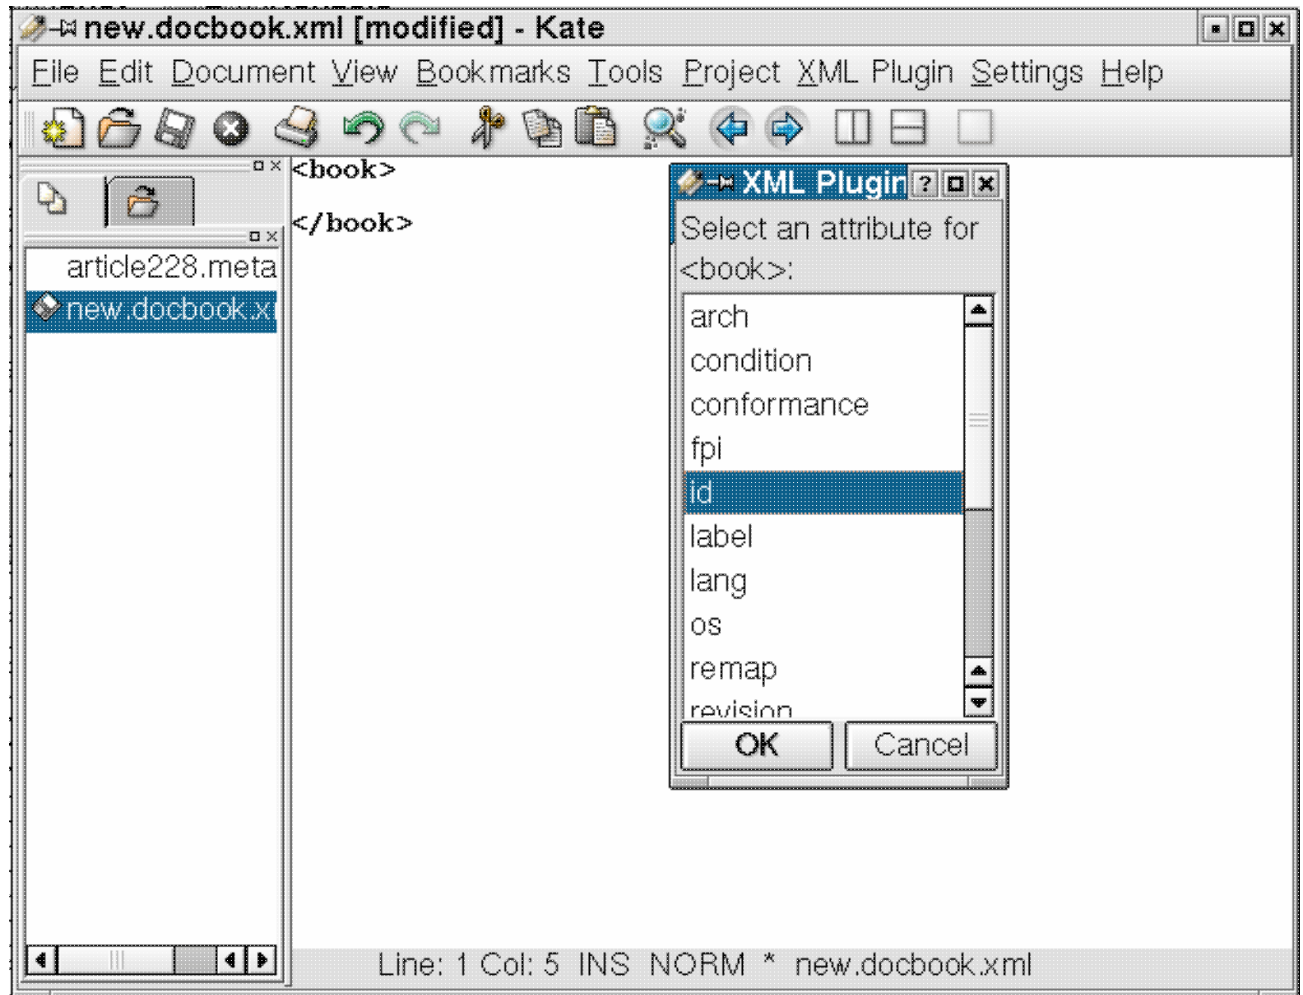 new.docbook.xml [modified] - Kate
File Edit Document View Bookmarks Tools Project XML Plugin Settings Help
<book>
</book>
article228.meta
new.docbook.x
XML Plugin
Select an attribute for
<book>:
arch
condition
conformance
fpi
id
label
lang
os
remap
revision
OK Cancel
Line: 1 Col: 5 INS NORM * new.docbook.xml